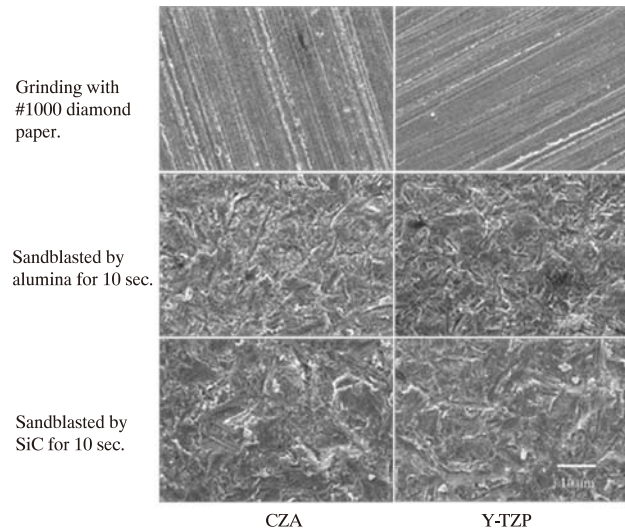 Grinding with
#1000 diamond
paper.
Sandblasted by
alumina for 10 sec.
Sandblasted by
SiC for 10 sec.
CZA
Y-TZP